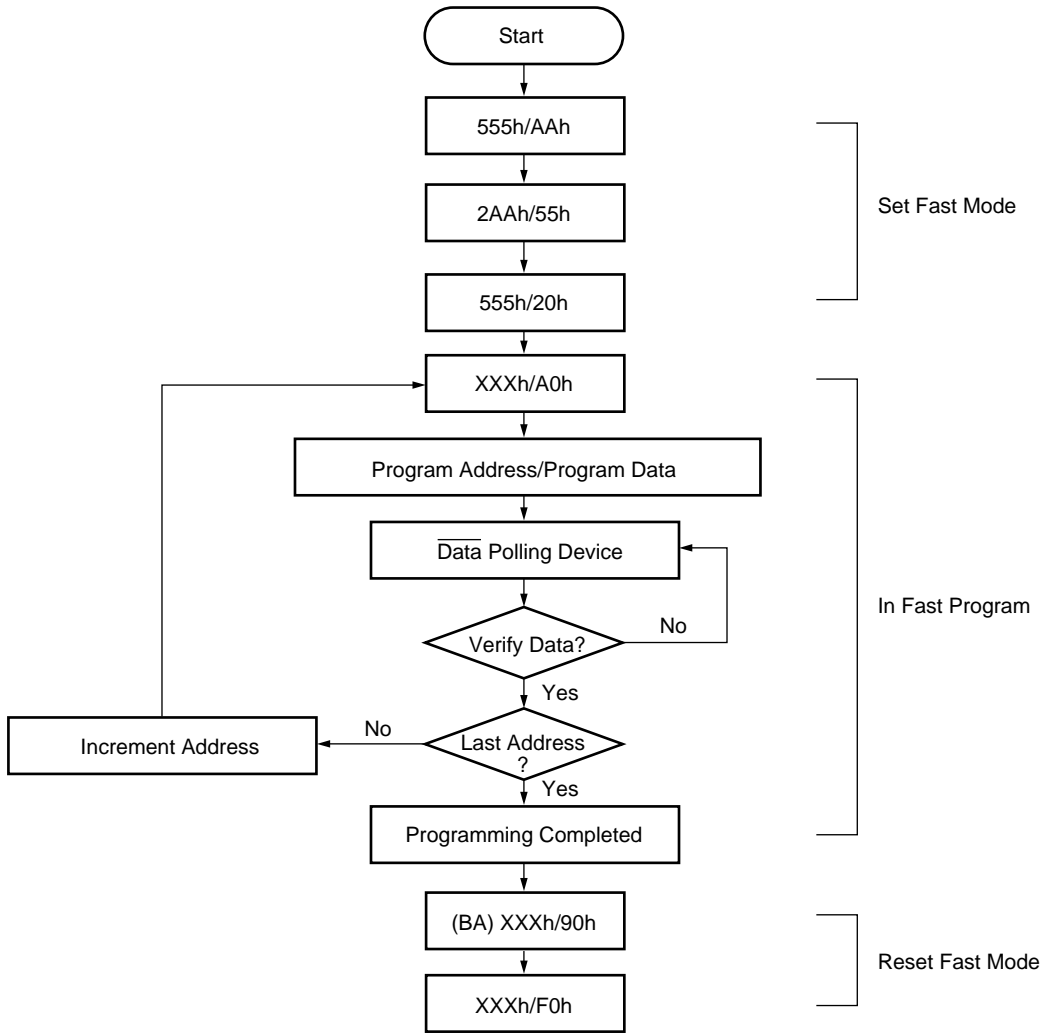 Start
555h/AAh
2AAh/55h
Set Fast Mode
555h/20h
XXXh/A0h
Program Address/Program Data
Data Polling Device
In Fast Program
Verify Data?
No
Yes
Increment Address
No
Last Address
?
Yes
Programming Completed
(BA) XXXh/90h
Reset Fast Mode
XXXh/F0h